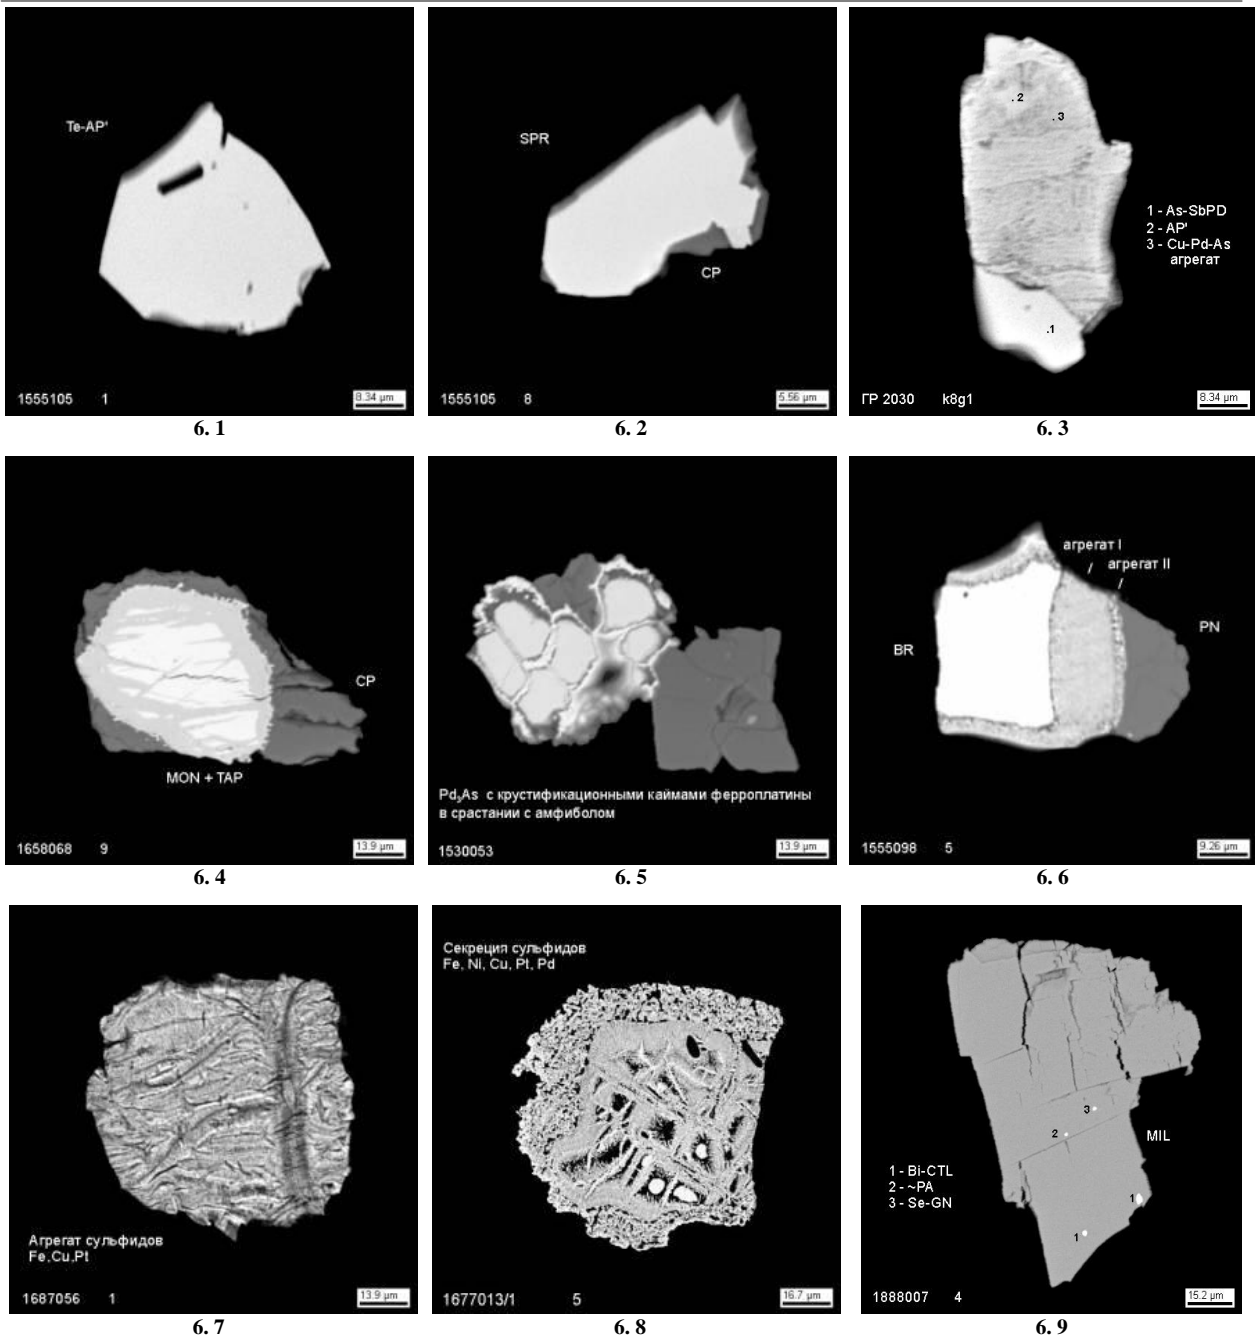 Te-AP'
1555105 1
8.34 µm
6. 1
SPR
CP
1555105 8
5.56 µm
6. 2
2
3
1 - As-SbPD
2 - AP'
3 - Cu-Pd-As
агрегат
1
ГР 2030 k8g1
8.34 µm
6. 3
CP
MON + TAP
1658068 9
13.9 µm
6. 4
Pd₃As с крустификационными каймами ферроплатины
в срастании с амфиболом
1530053
13.9 µm
6. 5
агрегат I
агрегат II
PN
BR
1555098 5
9.26 µm
6. 6
Агрегат сульфидов
Fe,Cu,Pt
1687056 1
13.9 µm
6. 7
Секреция сульфидов
Fe, Ni, Cu, Pt, Pd
1677013/1 5
16.7 µm
6. 8
3
2
MIL
1 - Bi-CTL
2 - ~PA
3 - Se-GN
1
1
1888007 4
15.2 µm
6. 9